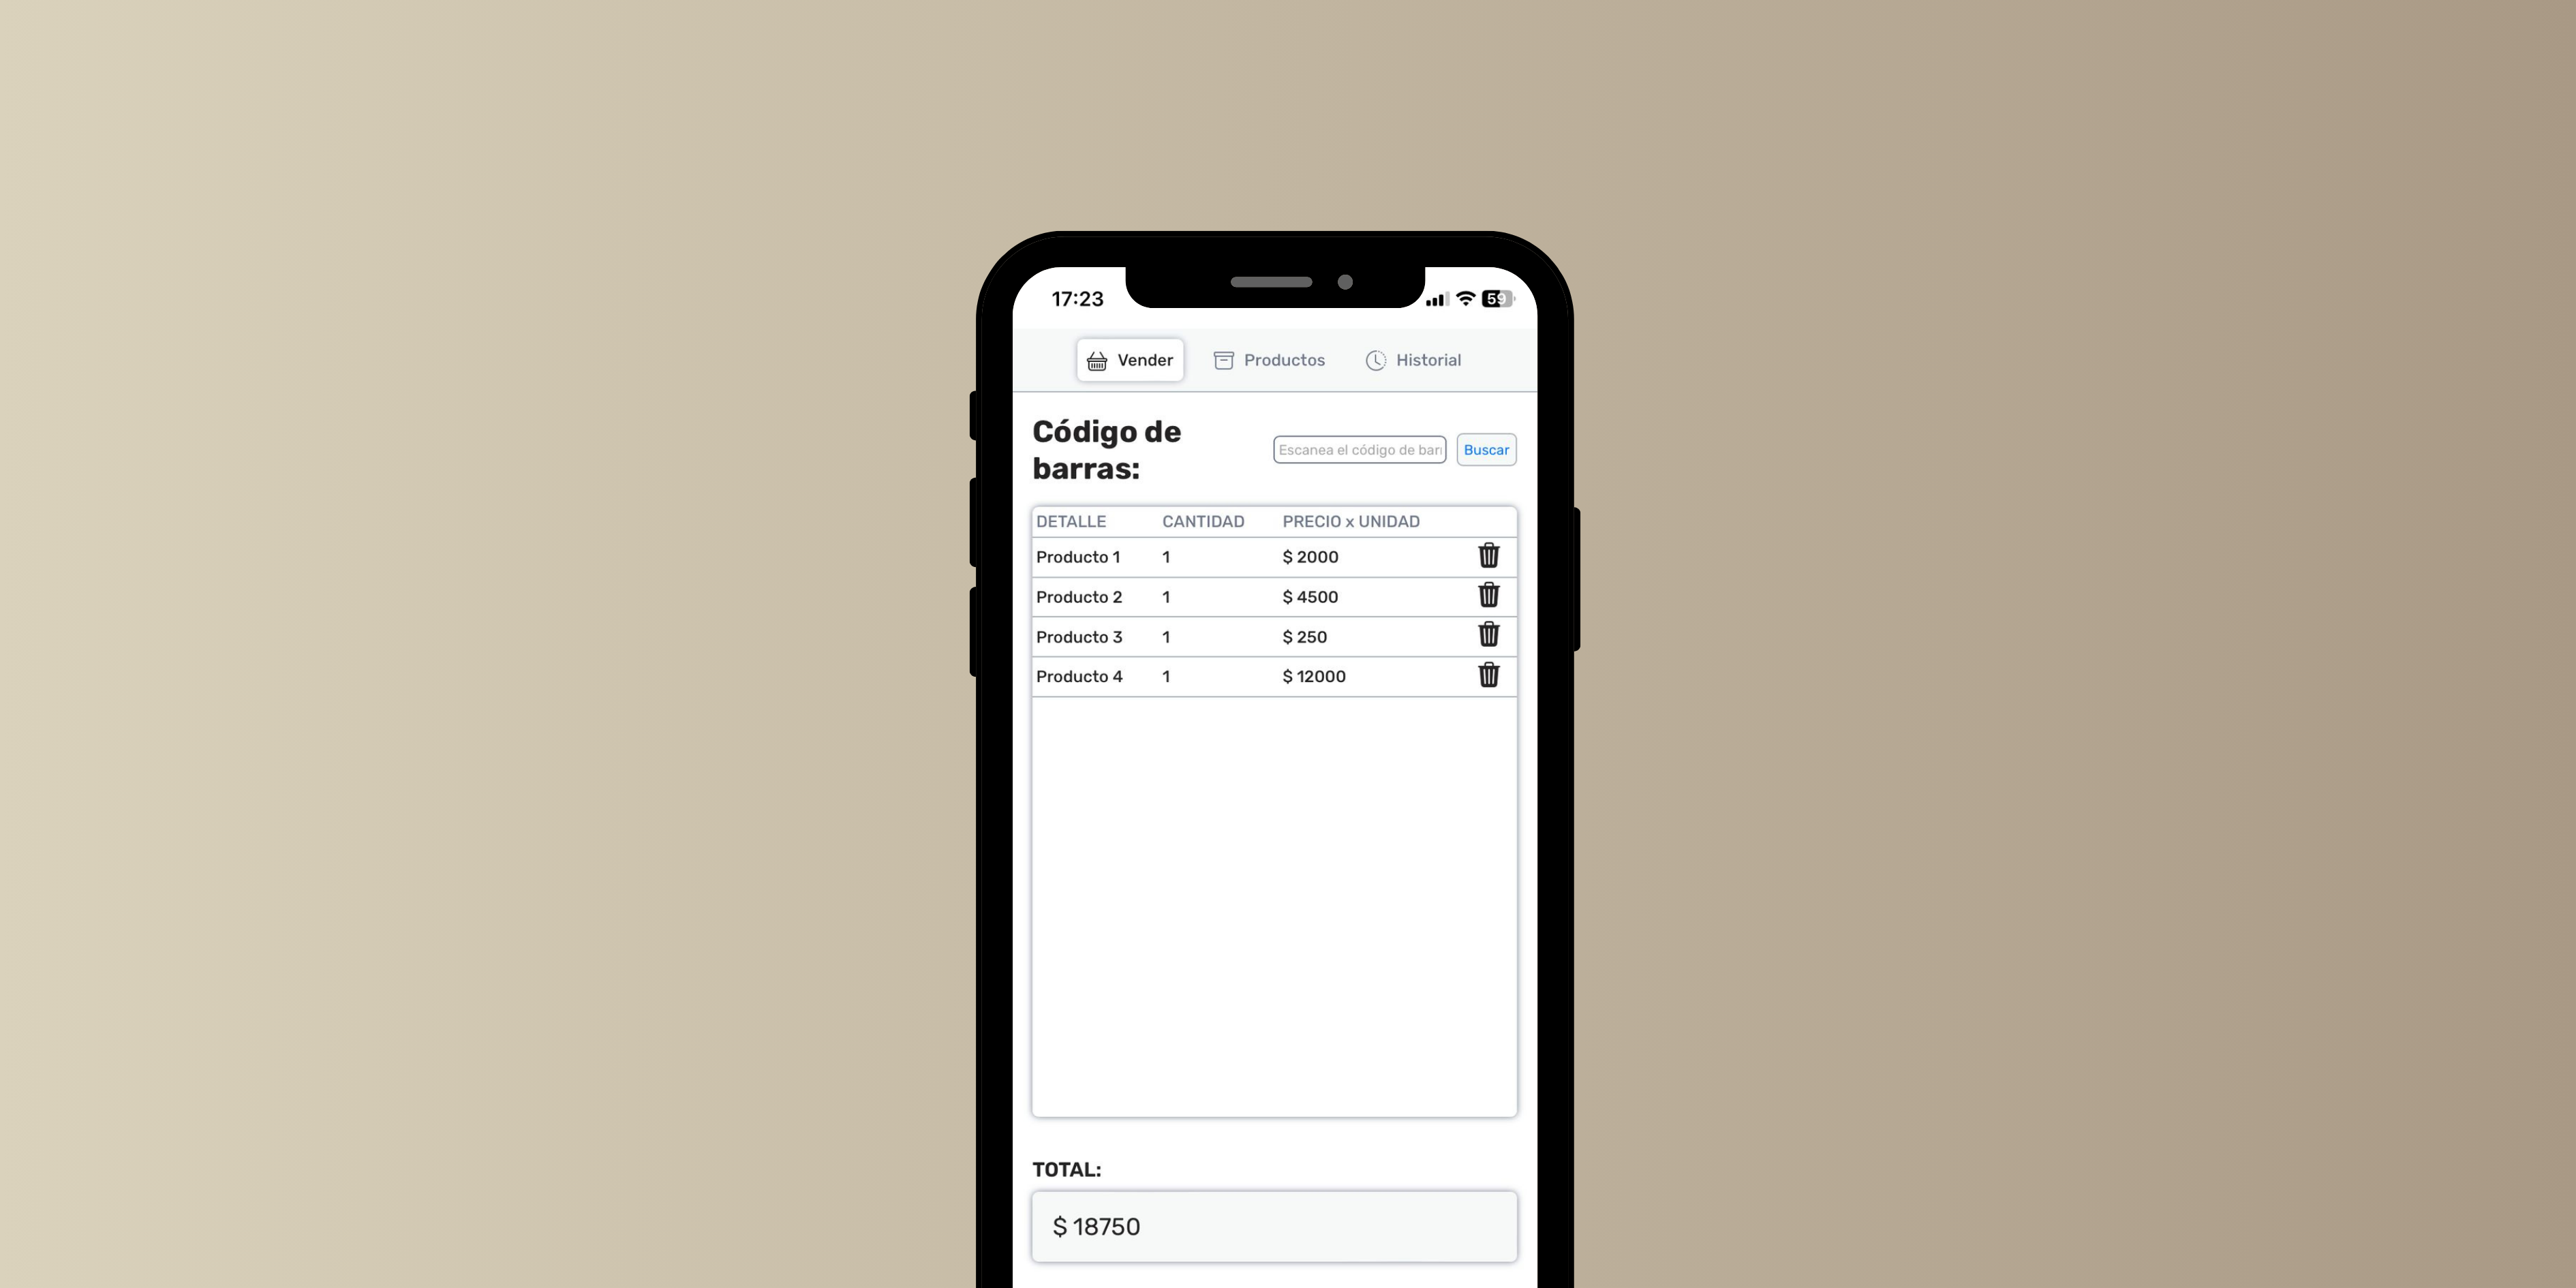 17:23 59
Vender Productos Historial
Código de
barras:
Escanea el código de bar
Buscar
DETALLE CANTIDAD PRECIO x UNIDAD
Producto 1 1 $ 2000
Producto 2 1 $ 4500
Producto 3 1 $ 250
Producto 4 1 $ 12000
TOTAL:
$ 18750